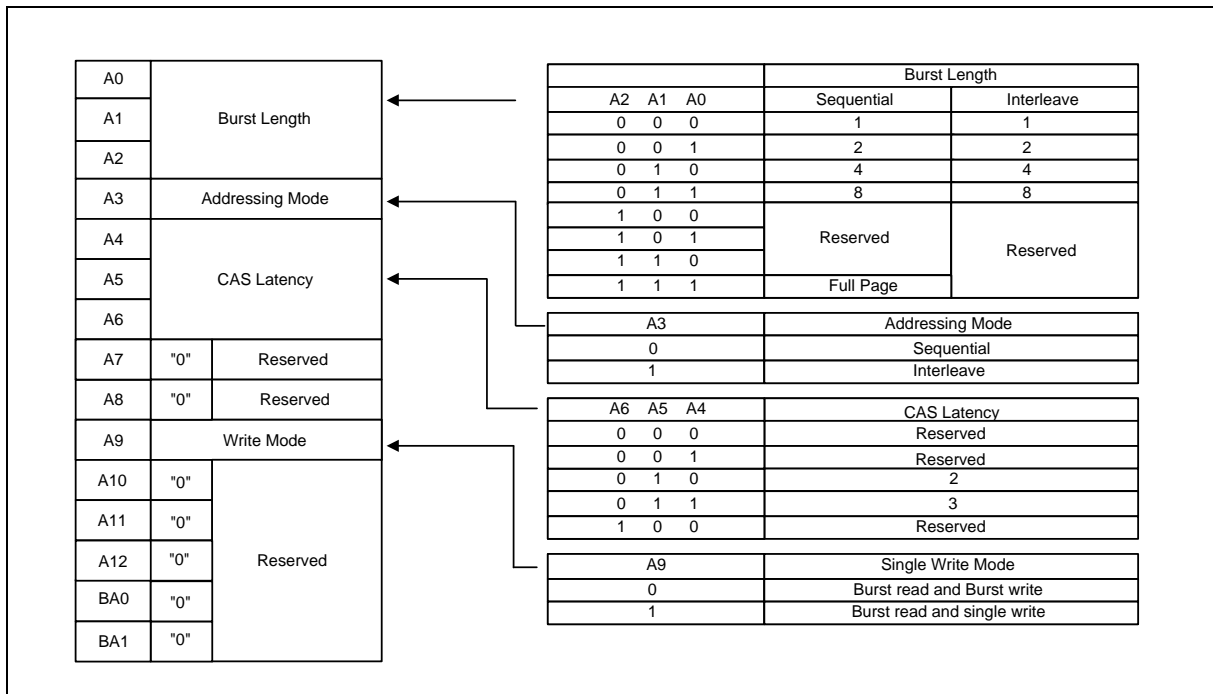 A0
A1
A2
Burst Length
A3 Addressing Mode
A4
A5
A6
CAS Latency
A7 "0" Reserved
A8 "0" Reserved
A9 Write Mode
A10 "0"
A11 "0"
A12 "0"
BA0 "0"
BA1 "0"
Reserved
Burst Length
A2 A1 A0 Sequential Interleave
0 0 0 1 1
0 0 1 2 2
0 1 0 4 4
0 1 1 8 8
1 0 0
1 0 1 Reserved
1 1 0
Reserved
1 1 1 Full Page
A3 Addressing Mode
0 Sequential
1 Interleave
A6 A5 A4 CAS Latency
0 0 0 Reserved
0 0 1 Reserved
0 1 0 2
0 1 1 3
1 0 0 Reserved
A9 Single Write Mode
0 Burst read and Burst write
1 Burst read and single write